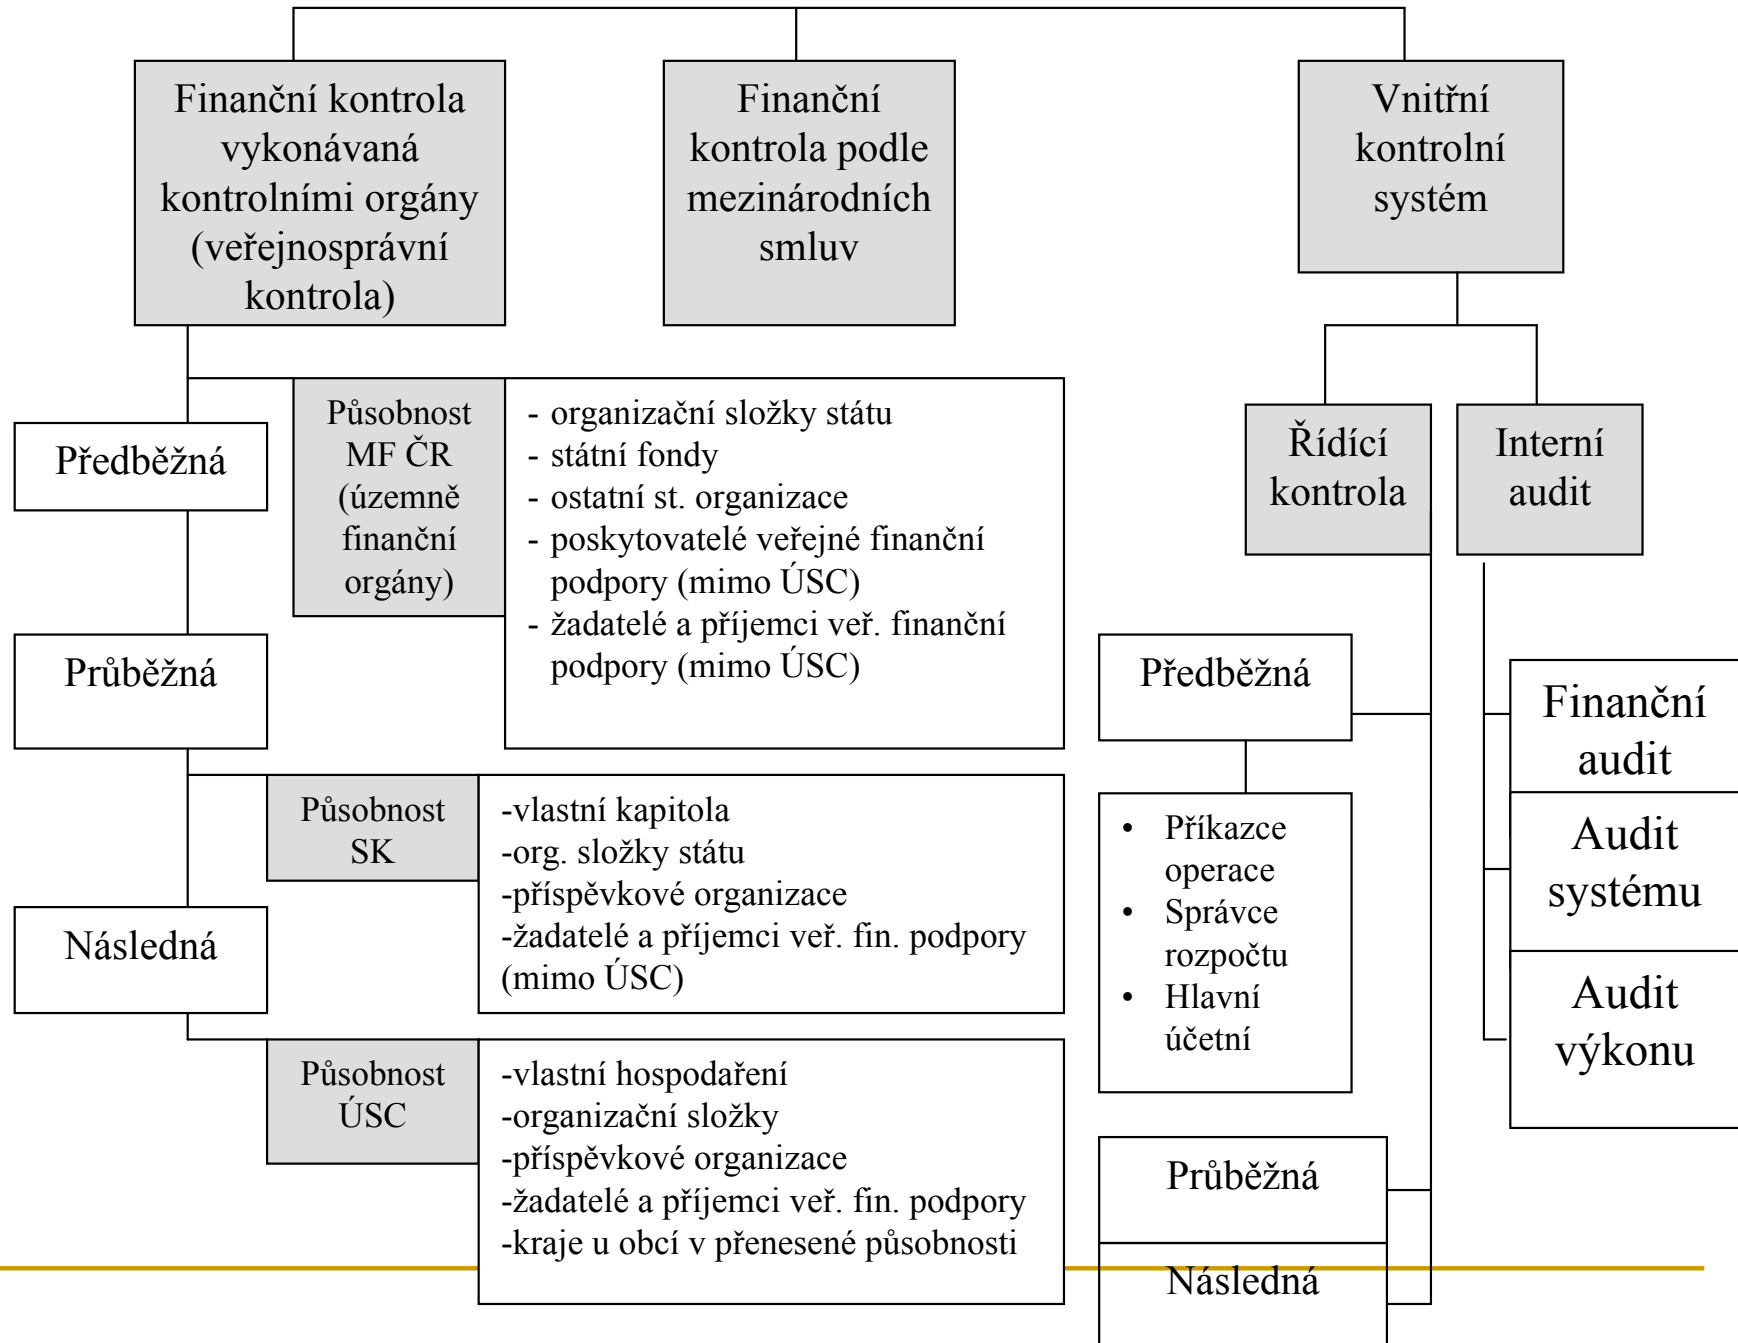 Finanční kontrola
vykonávaná
kontrolními orgány
(veřejnosprávní
kontrola)
Finanční
kontrola podle
mezinárodních
smluv
Vnitřní
kontrolní
systém
Předběžná
Průběžná
Následná
Působnost
MF ČR
(územně
finanční
orgány)
- organizační složky státu
- státní fondy
- ostatní st. organizace
- poskytovatelé veřejné finanční
podpory (mimo ÚSC)
- žadatelé a příjemci veř. finanční
podpory (mimo ÚSC)
Působnost
SK
-vlastní kapitola
-org. složky státu
-příspěvkové organizace
-žadatelé a příjemci veř. fin. podpory
(mimo ÚSC)
Působnost
ÚSC
-vlastní hospodaření
-organizační složky
-příspěvkové organizace
-žadatelé a příjemci veř. fin. podpory
-kraje u obcí v přenesené působnosti
Řídící
kontrola
Interní
audit
Předběžná
• Příkazce
operace
• Správce
rozpočtu
• Hlavní
účetní
Průběžná
Následná
Finanční
audit
Audit
systému
Audit
výkonu